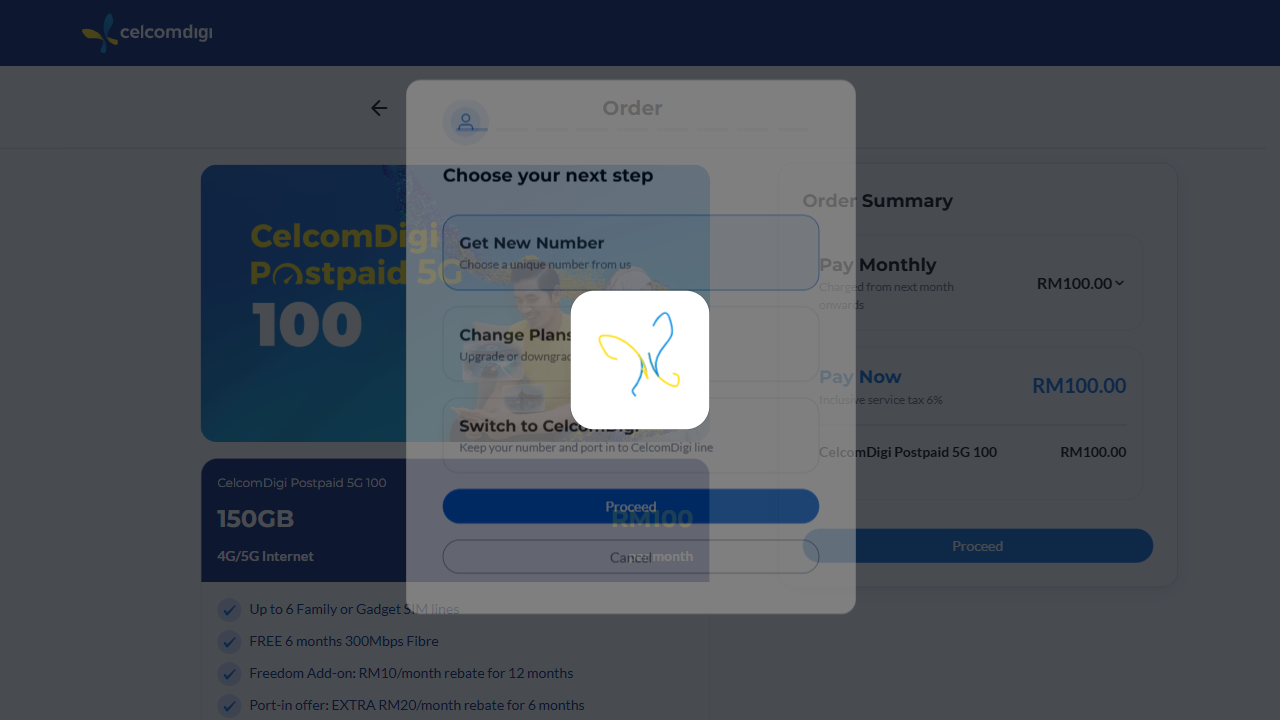 celcomdigi
Order
Choose your next step
Get New Number
Choose a unique number from us
Change Plans
Upgrade or downgrad
Switch to CelcomDigi
Keep your number and port in to CelcomDigi line
Proceed
Cancel
CelcomDigi
Postpaid 5G
100
CelcomDigi Postpaid 5G 100
150GB
RM100
4G/5G Internet
per month
Up to 6 Family or Gadget SIM lines
FREE 6 months 300Mbps Fibre
Freedom Add-on: RM10/month rebate for 12 months
Port-in offer: EXTRA RM20/month rebate for 6 months
Order Summary
Pay Monthly
Charged from next month
onwards
RM100.00
Pay Now
Inclusive service tax 6%
RM100.00
CelcomDigi Postpaid 5G 100
RM100.00
Proceed